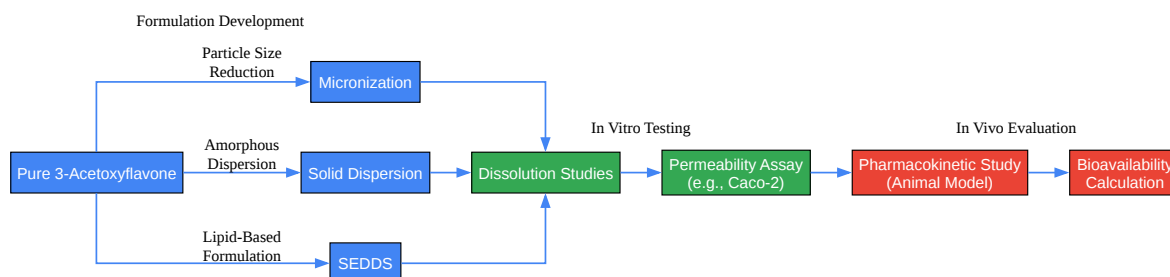 Formulation Development
Particle Size
Reduction
Micronization
In Vitro Testing
In Vivo Evaluation
Pure 3-Acetoxyflavone
Amorphous
Dispersion
Solid Dispersion
Dissolution Studies
Permeability Assay
(e.g., Caco-2)
Pharmacokinetic Study
(Animal Model)
Bioavailability
Calculation
Lipid-Based
Formulation
SEDDS